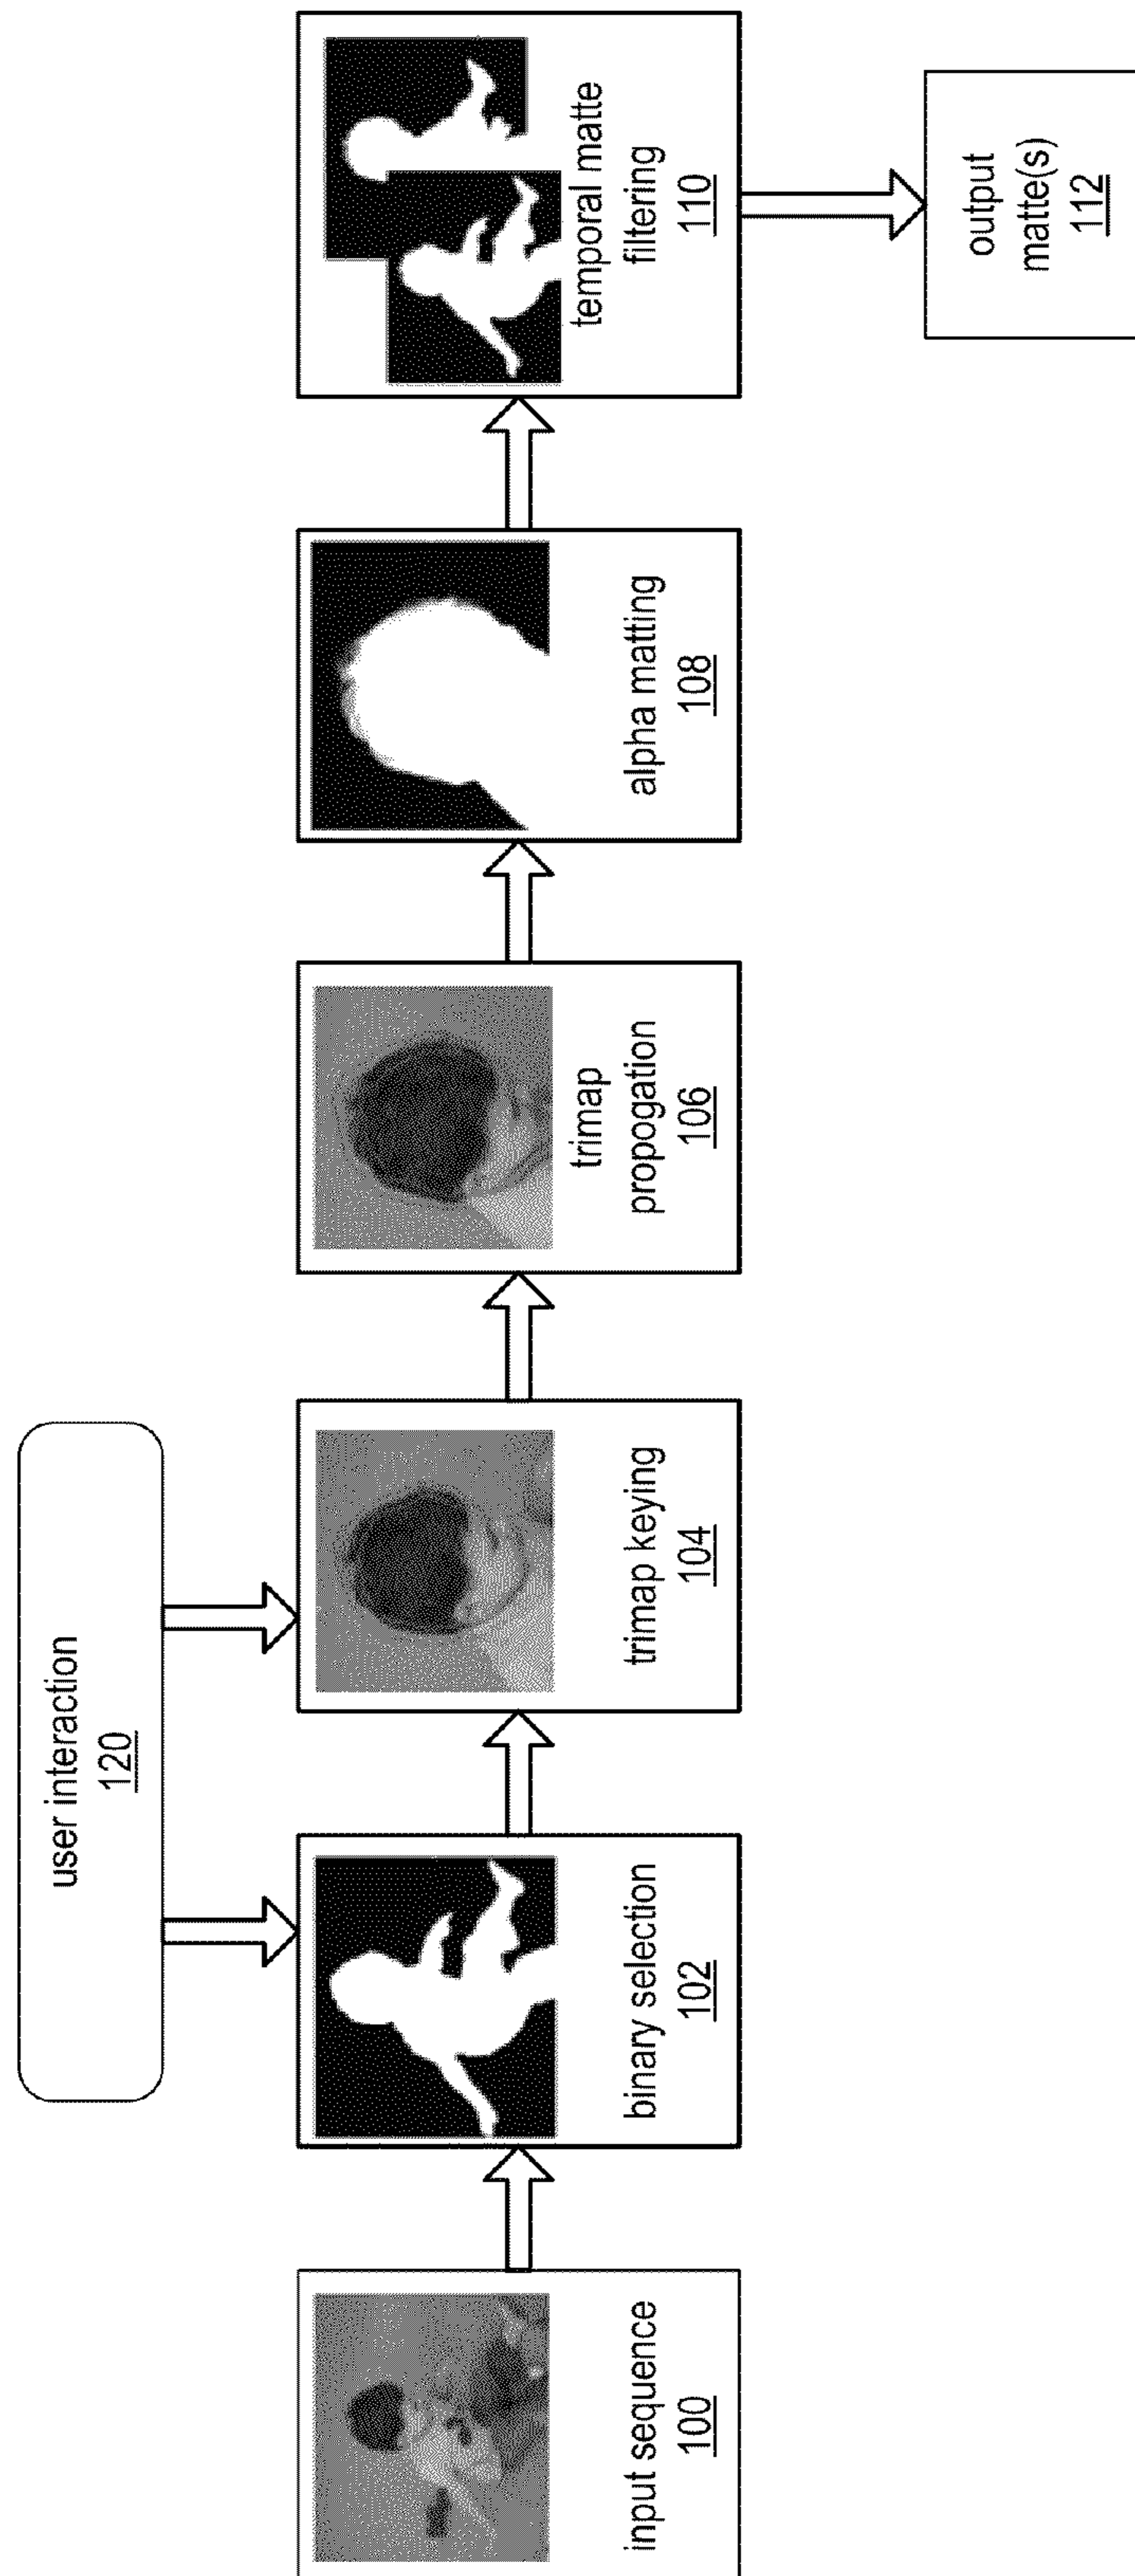 user interaction
120
input sequence
100
binary selection
102
trimap keying
104
trimap
propogation
106
alpha matting
108
temporal matte
filtering
110
output
matte(s)
112